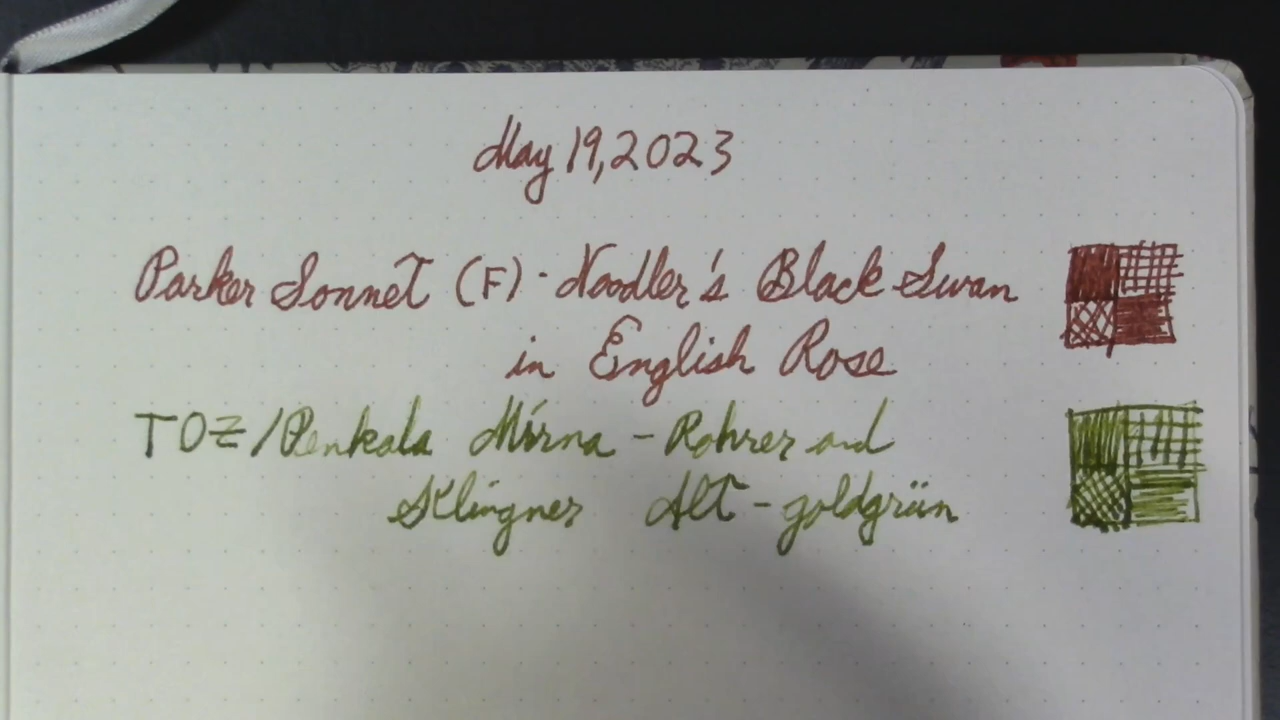 May 19, 2023
Parker Sonnet (F) - Noodler's Black Swan
in English Rose
TOZ/Penkala Mirna - Rohrer and
Klingner Alt-goldgrün